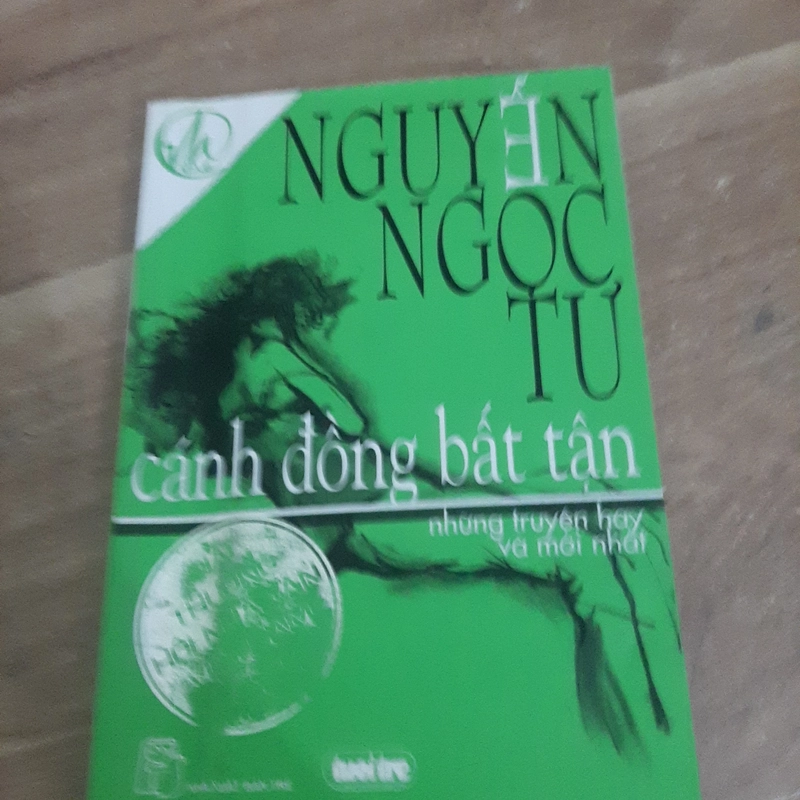 NGUYỄN
NGỌC
TƯ
cánh đồng bất tận
những truyện hay
và mới nhất
tuổi trẻ